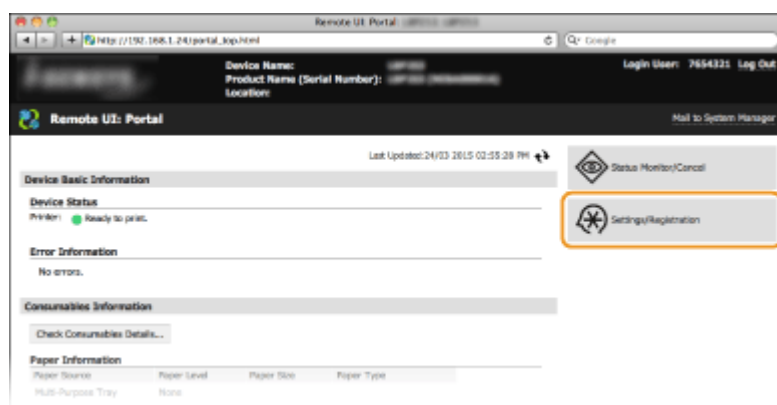 Remote UI: Portal
http://192.168.1.24/portal_top.html
Google
Device Name:
Login User: 7654321 Log Out
Product Name (Serial Number):
Location:
Remote UI: Portal
Mail to System Manager
Last Updated:24/03 2015 02:55:28 PM
Status Monitor/Cancel
Device Basic Information
Device Status
Printer: Ready to print.
Settings/Registration
Error Information
No errors.
Consumables Information
Check Consumables Details...
Paper Information
Paper Source Paper Level Paper Size Paper Type
Multi-Purpose Tray None